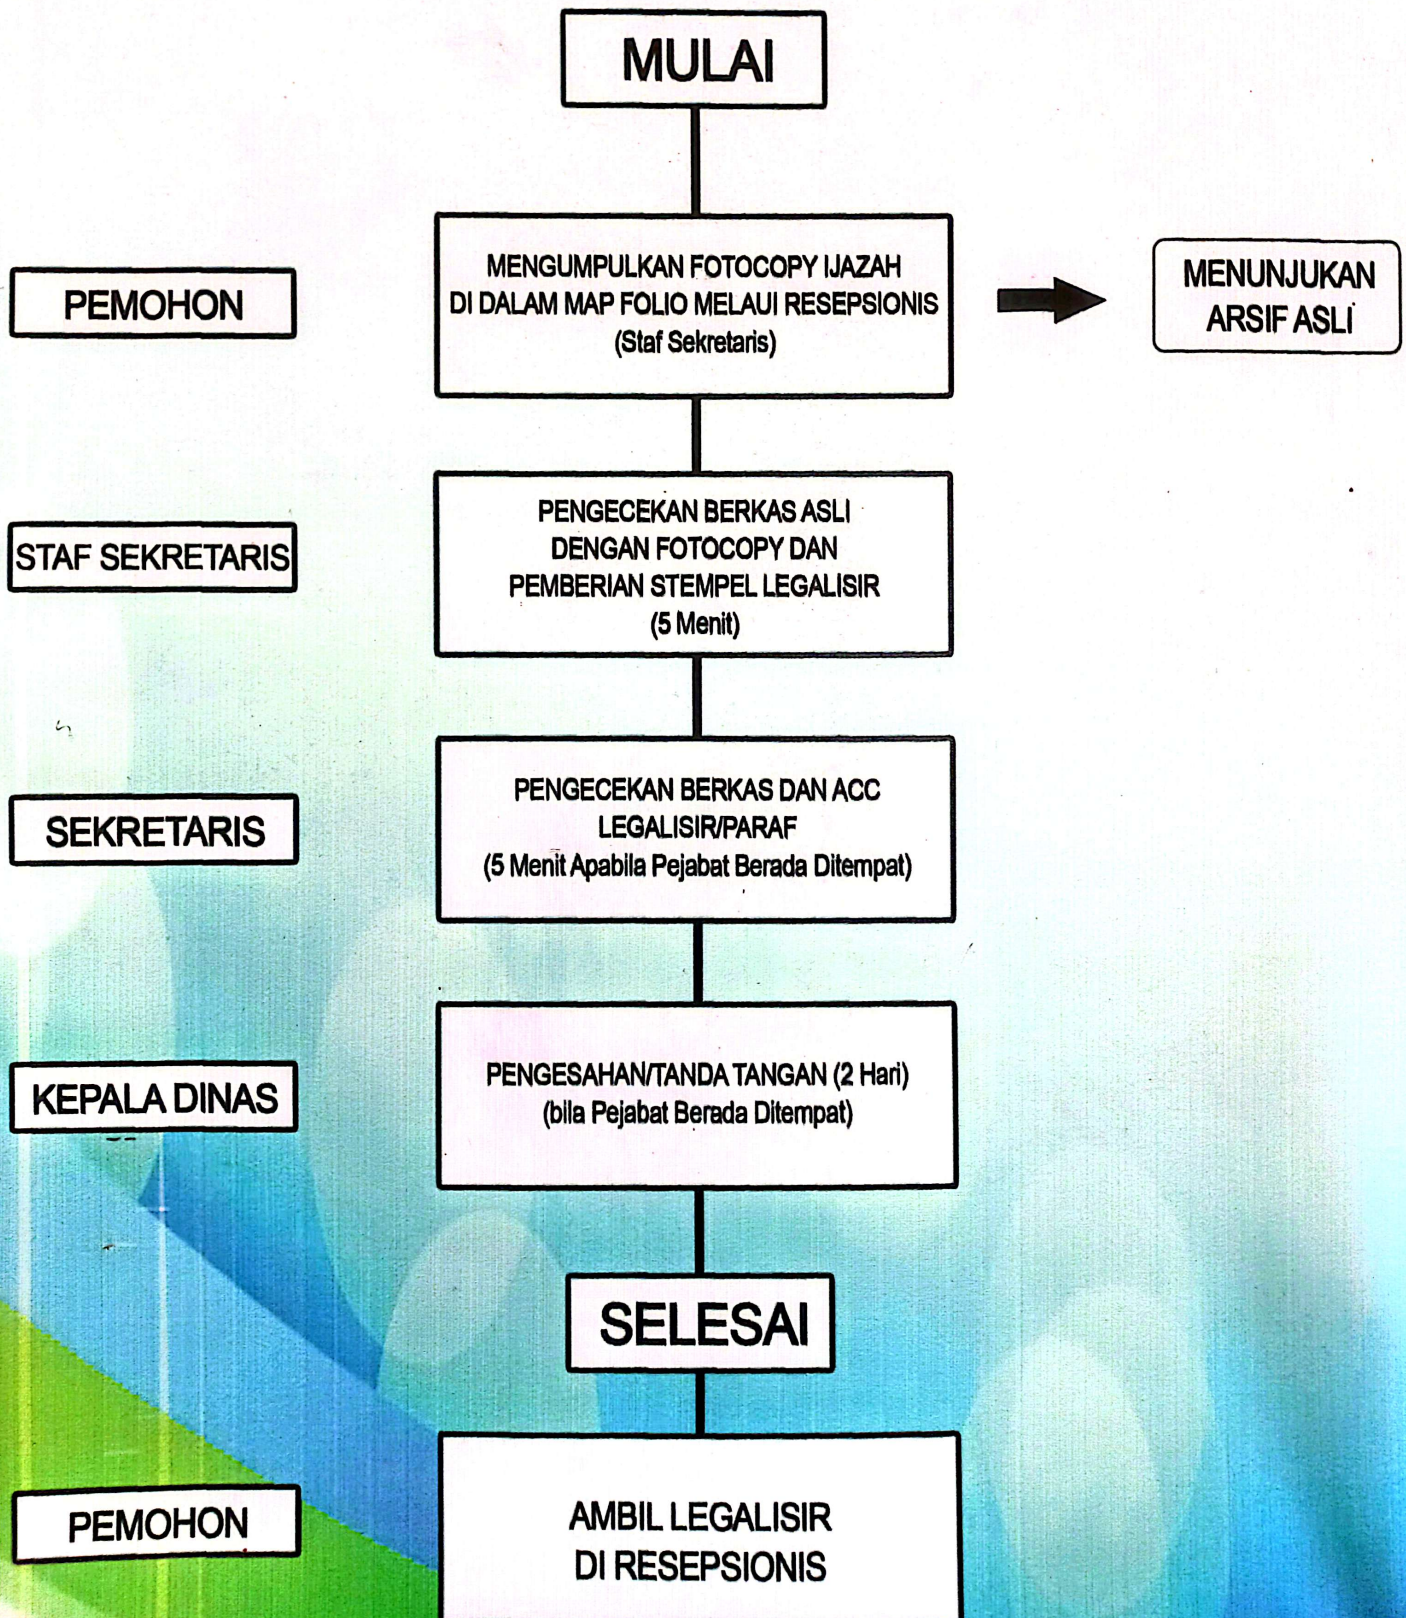 MULAI
PEMOHON
MENGUMPULKAN FOTOCOPY IJAZAH
DI DALAM MAP FOLIO MELAUI RESEPSIONIS
(Staf Sekretaris)
MENUNJUKAN
ARSIF ASLI
STAF SEKRETARIS
PENGECEKAN BERKAS ASLI
DENGAN FOTOCOPY DAN
PEMBERIAN STEMPEL LEGALISIR
(5 Menit)
SEKRETARIS
PENGECEKAN BERKAS DAN ACC
LEGALISIR/PARAF
(5 Menit Apabila Pejabat Berada Ditempat)
KEPALA DINAS
PENGESAHAN/TANDA TANGAN (2 Hari)
(bila Pejabat Berada Ditempat)
SELESAI
PEMOHON
AMBIL LEGALISIR
DI RESEPSIONIS